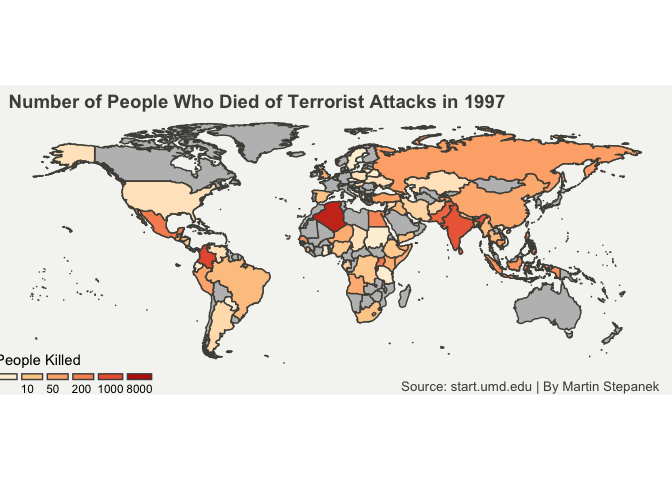 Number of People Who Died of Terrorist Attacks in 1997
People Killed
10 50 200 1000 8000
Source: start.umd.edu | By Martin Stepanek